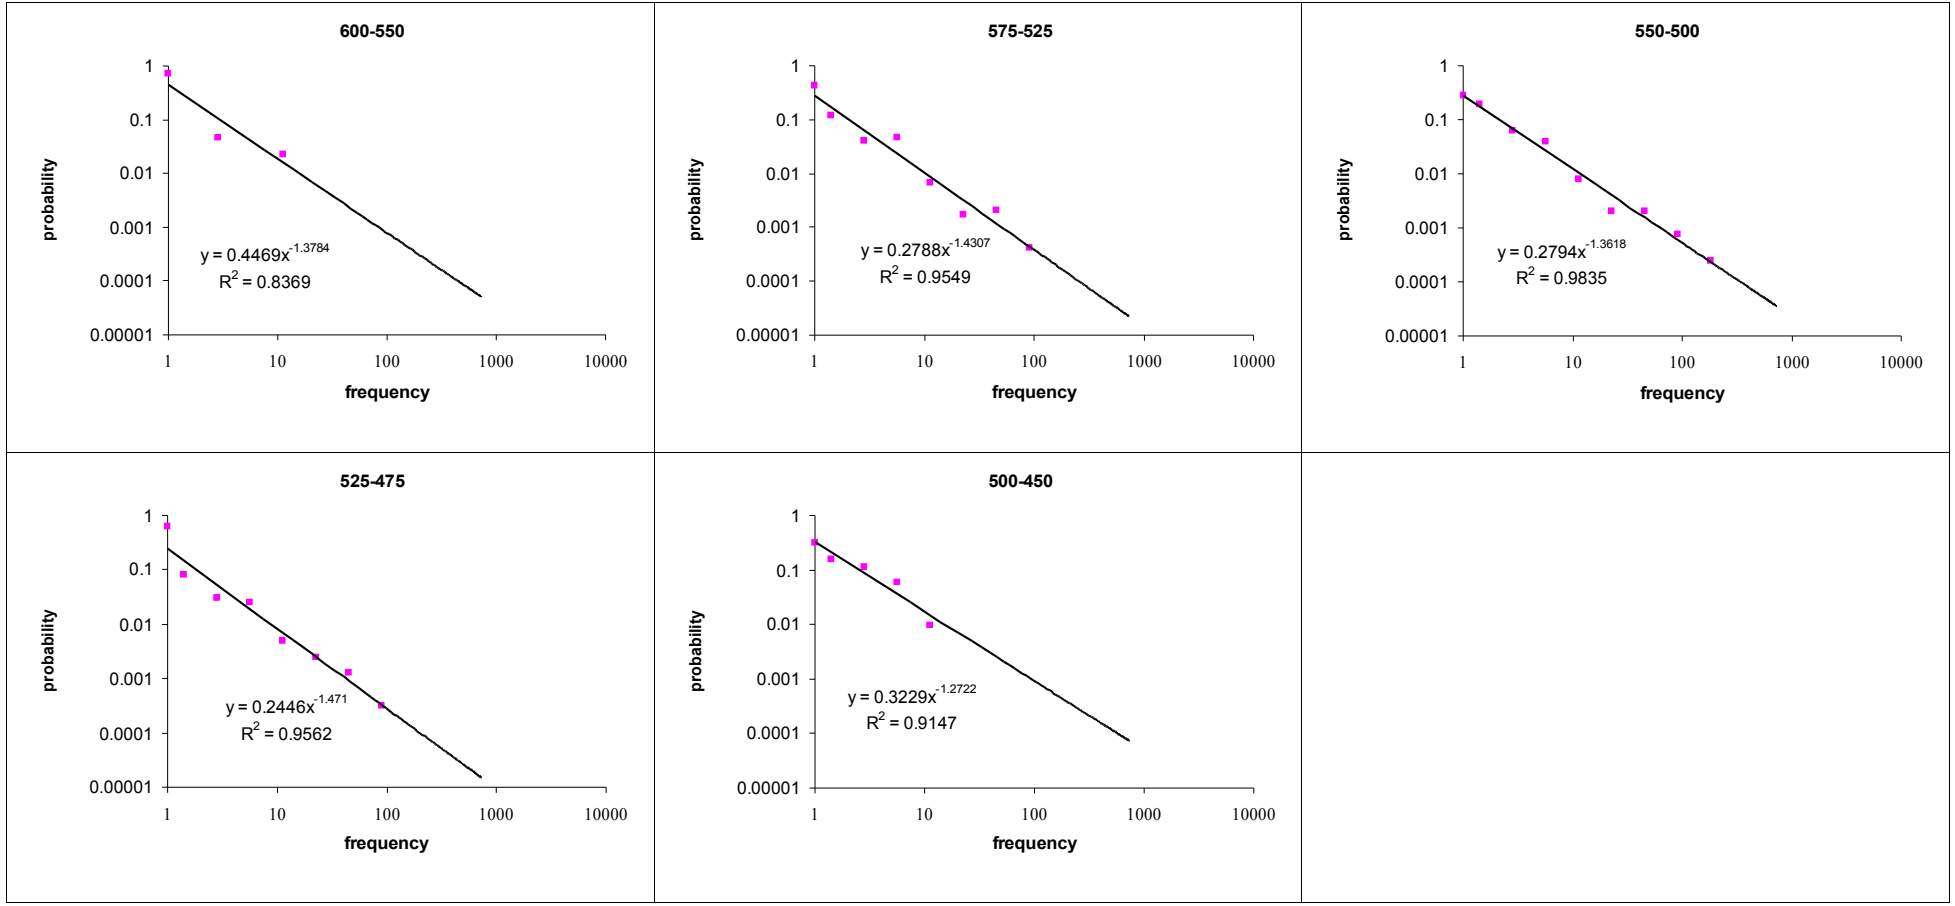 600-550
1
0.1
0.01
0.001
0.0001
0.00001
probability
y = 0.4469x^-1.3784
R^2 = 0.8369
1 10 100 1000 10000
frequency
575-525
1
0.1
0.01
0.001
0.0001
0.00001
probability
y = 0.2788x^-1.4307
R^2 = 0.9549
1 10 100 1000 10000
frequency
550-500
1
0.1
0.01
0.001
0.0001
0.00001
probability
y = 0.2794x^-1.3618
R^2 = 0.9835
1 10 100 1000 10000
frequency
525-475
1
0.1
0.01
0.001
0.0001
0.00001
probability
y = 0.2446x^-1.471
R^2 = 0.9562
1 10 100 1000 10000
frequency
500-450
1
0.1
0.01
0.001
0.0001
0.00001
probability
y = 0.3229x^-1.2722
R^2 = 0.9147
1 10 100 1000 10000
frequency